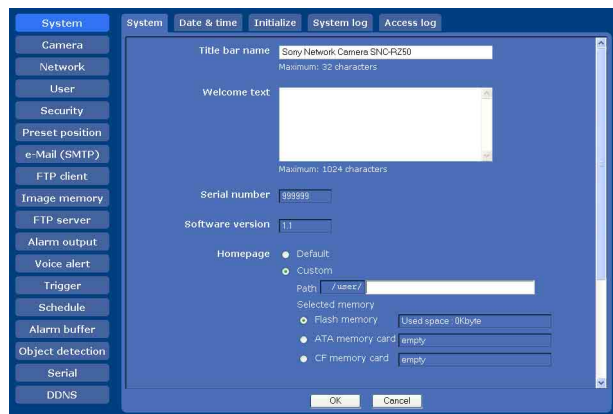 System
Camera
Network
User
Security
Preset position
e-Mail (SMTP)
FTP client
Image memory
FTP server
Alarm output
Voice alert
Trigger
Schedule
Alarm buffer
Object detection
Serial
DDNS
System Date & time Initialize System log Access log
Title bar name Sony Network Camera SNC-RZ50
Maximum: 32 characters
Welcome text
Maximum: 1024 characters
Serial number 999999
Software version 1.1
Homepage Default
Custom
Path /user/
Selected memory
Flash memory Used space : 0Kbyte
ATA memory card empty
CF memory card empty
OK Cancel